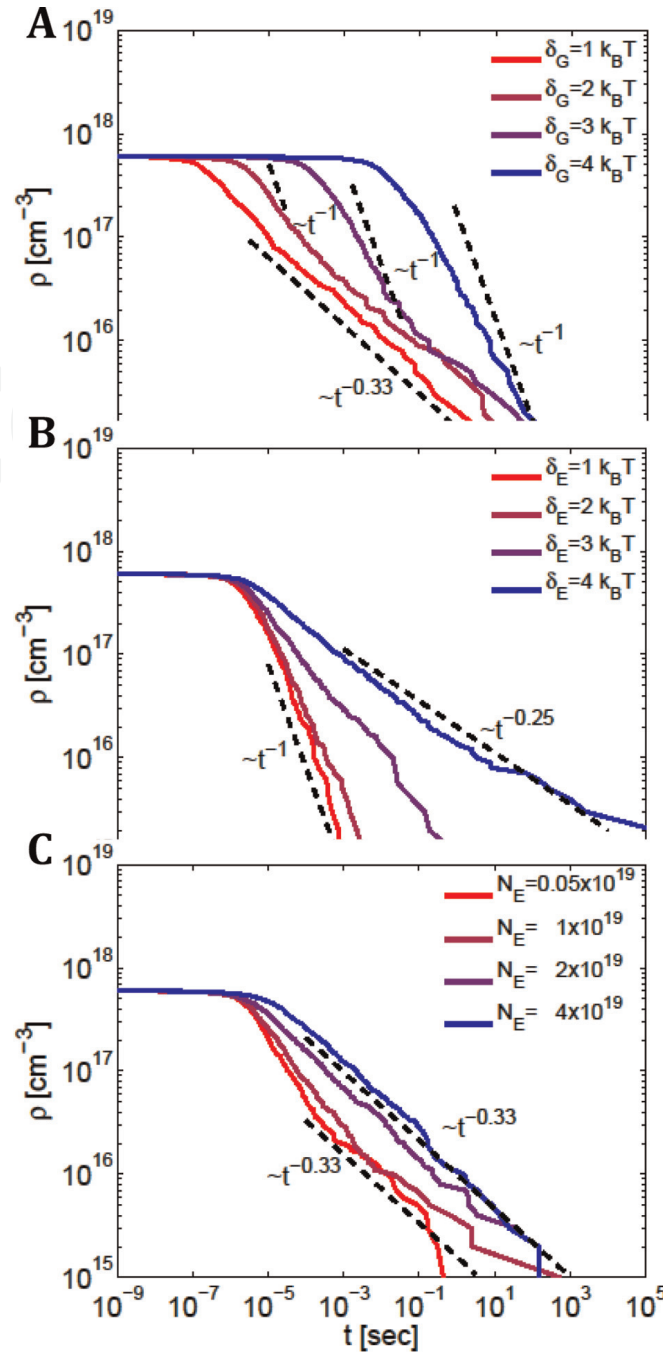 A
10^19
δ_G=1 k_BT
δ_G=2 k_BT
δ_G=3 k_BT
δ_G=4 k_BT
10^18
10^17
10^16
ρ [cm^-3]
~t^-1
~t^-1
~t^-1
~t^-0.33
B
10^19
δ_E=1 k_BT
δ_E=2 k_BT
δ_E=3 k_BT
δ_E=4 k_BT
10^18
10^17
10^16
ρ [cm^-3]
~t^-0.25
~t^-1
C
10^19
N_E=0.05x10^19
N_E= 1x10^19
N_E= 2x10^19
N_E= 4x10^19
10^18
10^17
10^16
10^15
ρ [cm^-3]
~t^-0.33
~t^-0.33
10^-9 10^-7 10^-5 10^-3 10^-1 10^1 10^3 10^5
t [sec]